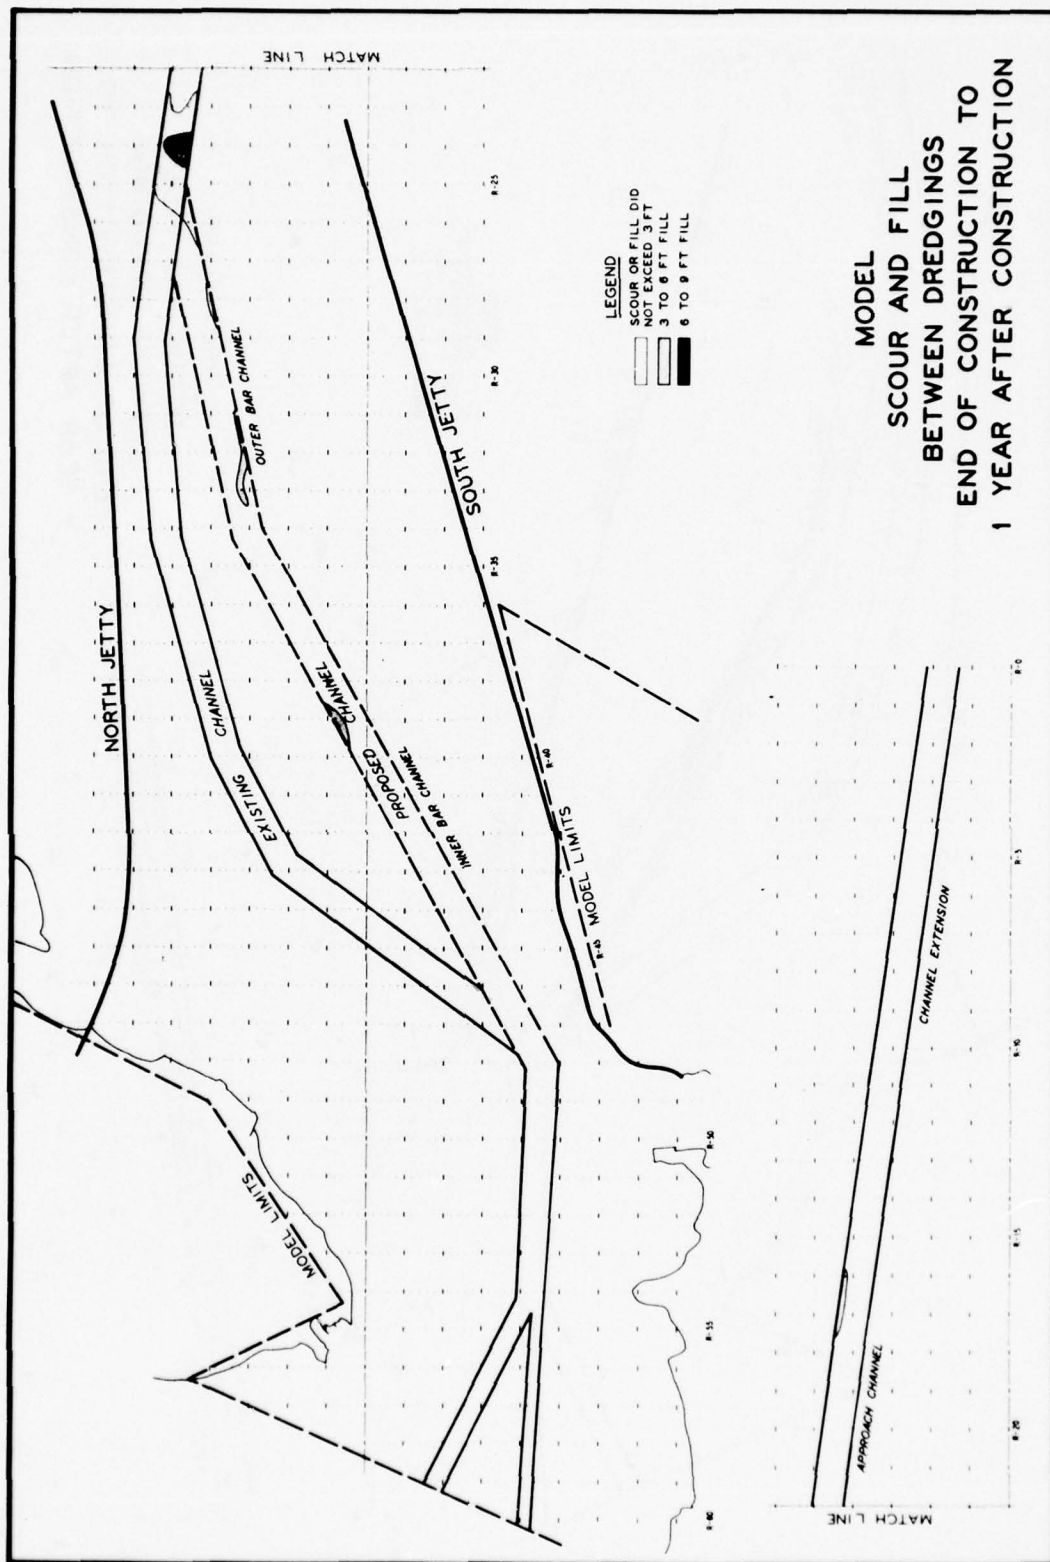 MATCH LINE
NORTH JETTY
EXISTING
CHANNEL
OUTER BAR CHANNEL
PROPOSED
CHANNEL
INNER BAR CHANNEL
SOUTH JETTY
MODEL LIMITS
MODEL LIMITS
R-60
R-55
R-50
R-45
R-40
R-35
R-30
R-25
LEGEND
SCOUR OR FILL DID
NOT EXCEED 3 FT
3 TO 6 FT FILL
6 TO 9 FT FILL
MATCH LINE
APPROACH CHANNEL
CHANNEL EXTENSION
R-20
R-15
R-10
R-5
R-0
MODEL
SCOUR AND FILL
BETWEEN DREDGINGS
END OF CONSTRUCTION TO
1 YEAR AFTER CONSTRUCTION